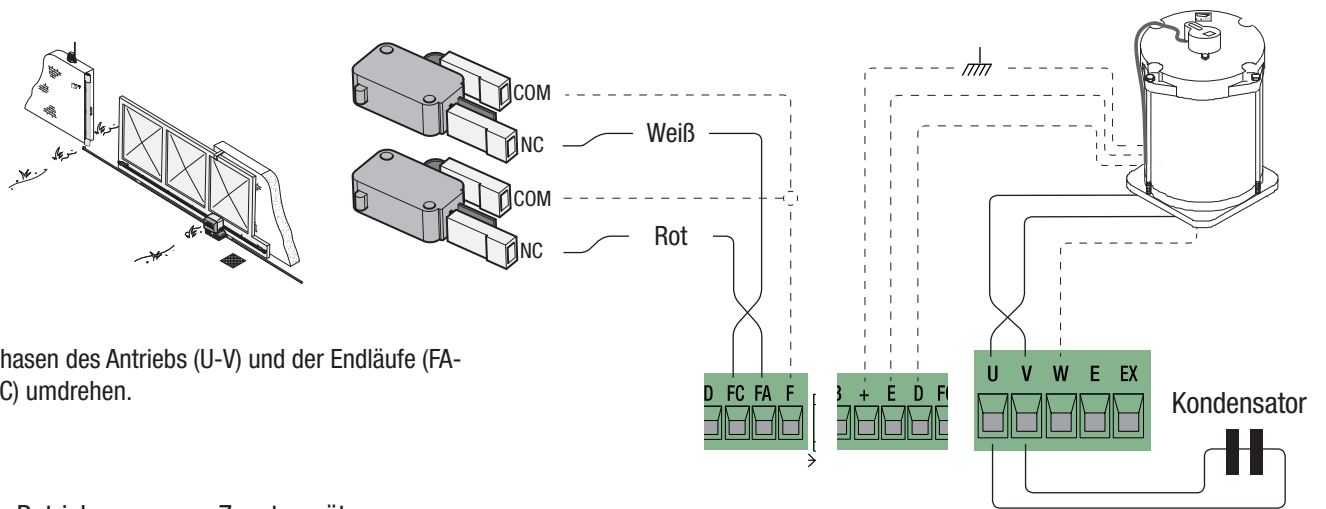 COM
NC
Weiß
COM
NC
Rot
hasen des Antriebs (U-V) und der Endläufe (FA-
C) umdrehen.
D FC FA F
+ E D
U V W E EX
Kondensator